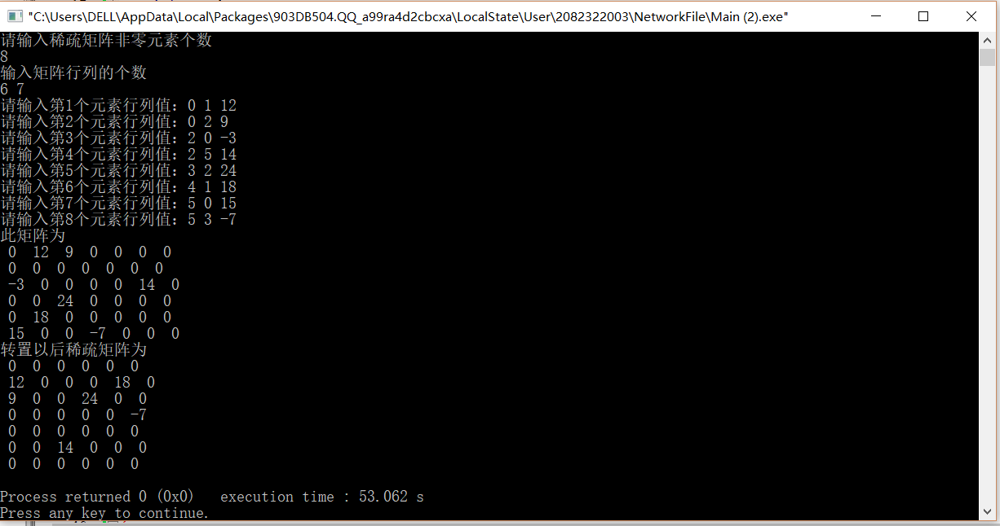 "C:\Users\DELL\AppData\Local\Packages\903DB504.QQ_a99ra4d2cbcxa\LocalState\User\2082322003\NetworkFile\Main (2).exe"
请输入稀疏矩阵非零元素个数
8
输入矩阵行列的个数
6 7
请输入第1个元素行列值：0 1 12
请输入第2个元素行列值：0 2 9
请输入第3个元素行列值：2 0 -3
请输入第4个元素行列值：2 5 14
请输入第5个元素行列值：3 2 24
请输入第6个元素行列值：4 1 18
请输入第7个元素行列值：5 0 15
请输入第8个元素行列值：5 3 -7
此矩阵为
 0  12  9  0  0  0  0
 0  0  0  0  0  0  0
 -3  0  0  0  0  14  0
 0  0  24  0  0  0  0
 0  18  0  0  0  0  0
 15  0  0  -7  0  0  0
转置以后稀疏矩阵为
 0  0  0  0  0  0
 12  0  0  0  18  0
 9  0  0  24  0  0
 0  0  0  0  0  -7
 0  0  0  0  0  0
 0  0  14  0  0  0
 0  0  0  0  0  0
Process returned 0 (0x0)   execution time : 53.062 s
Press any key to continue.